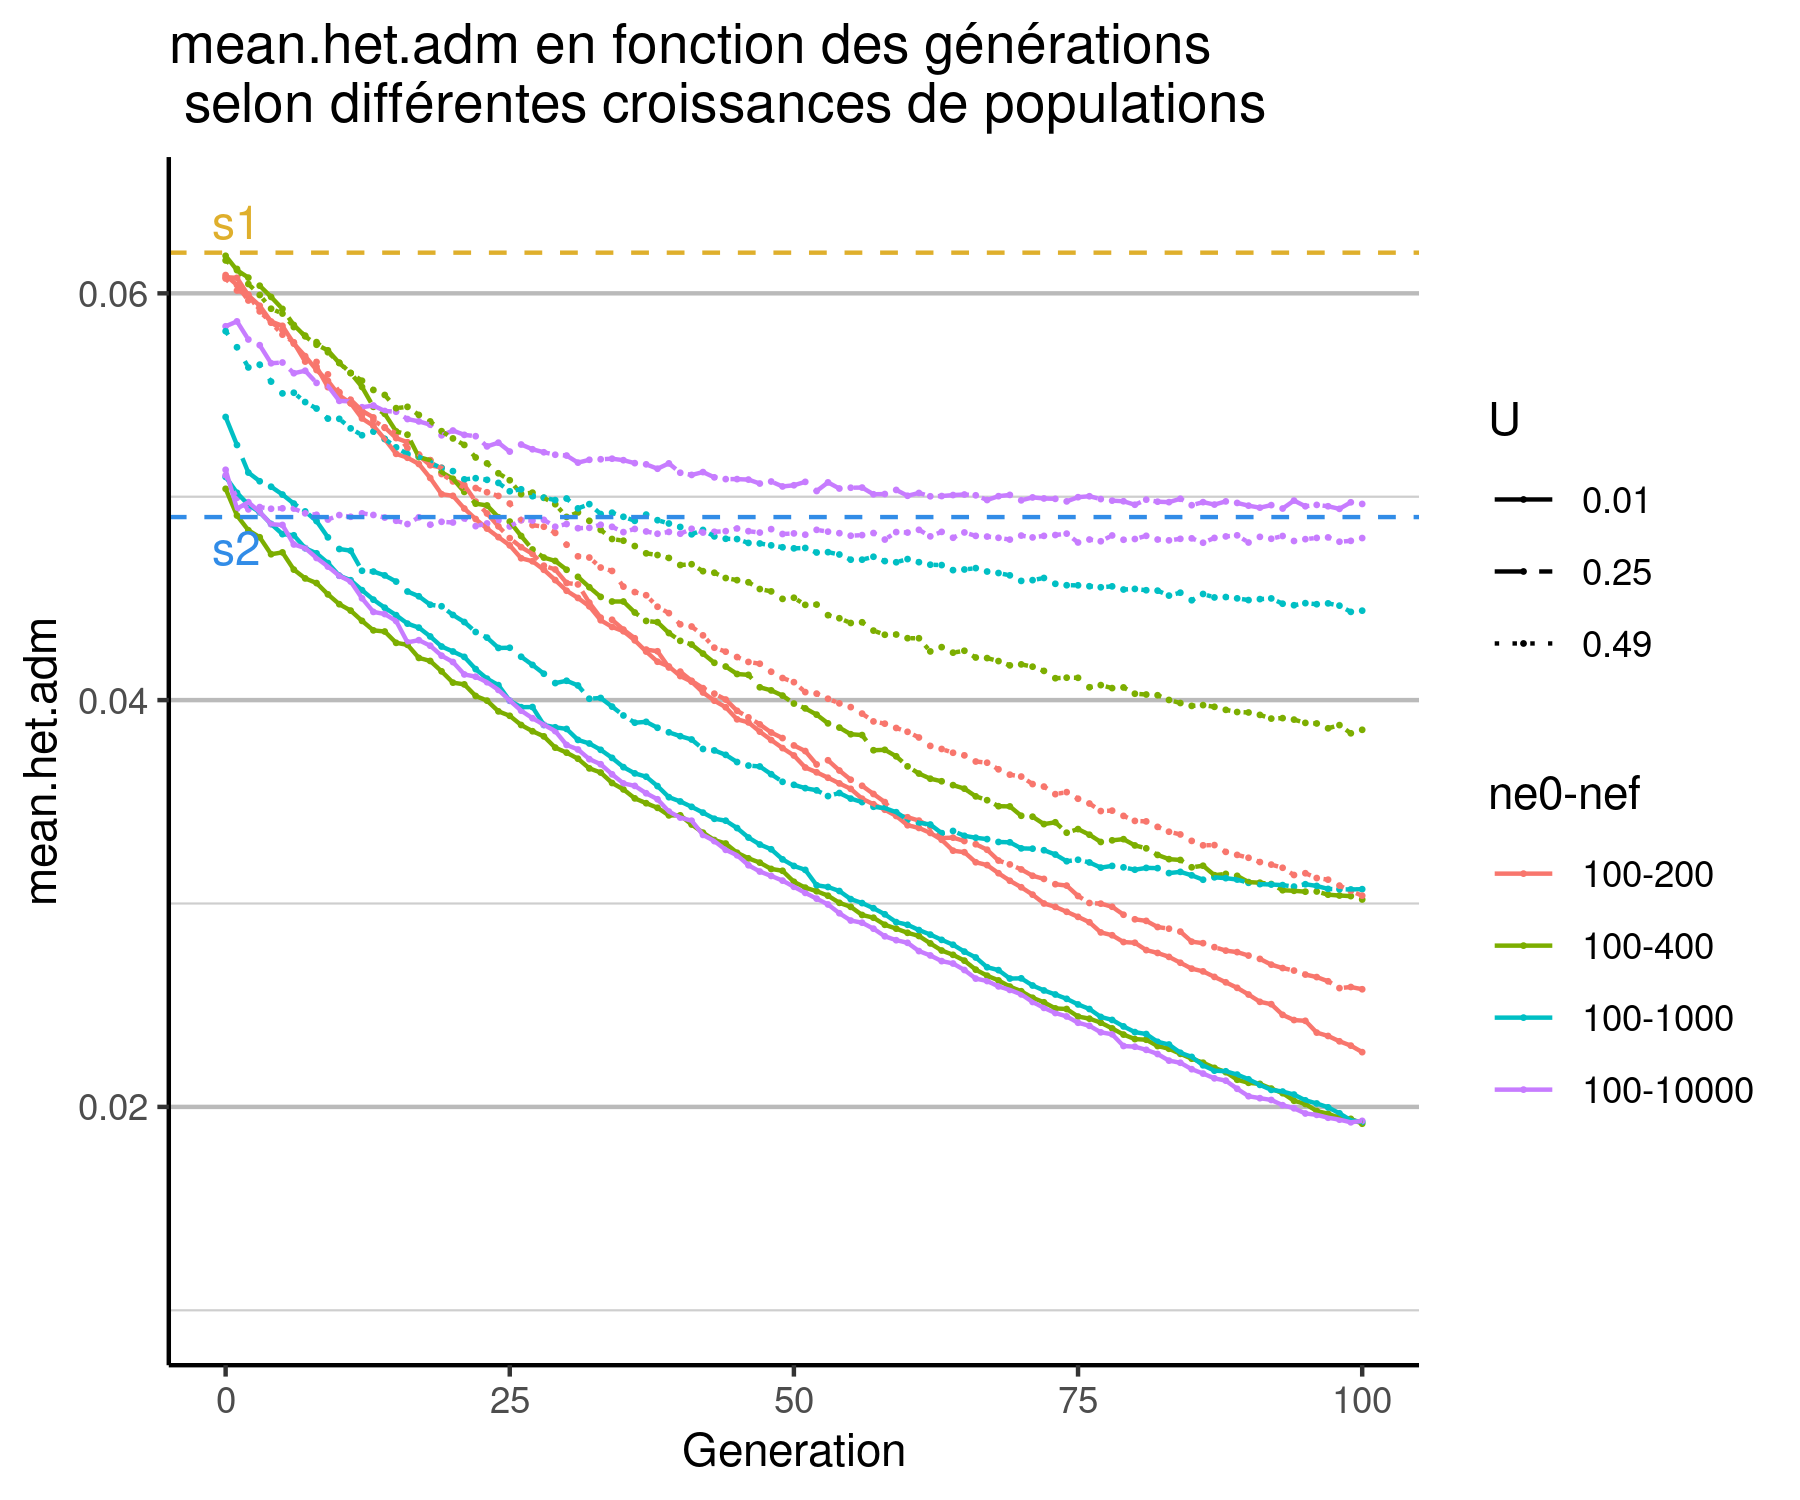 mean.het.adm en fonction des générations
selon différentes croissances de populations
s1
s2
0.06
0.04
0.02
mean.het.adm
0
25
50
75
100
Generation
U
0.01
0.25
0.49
ne0-nef
100-200
100-400
100-1000
100-10000